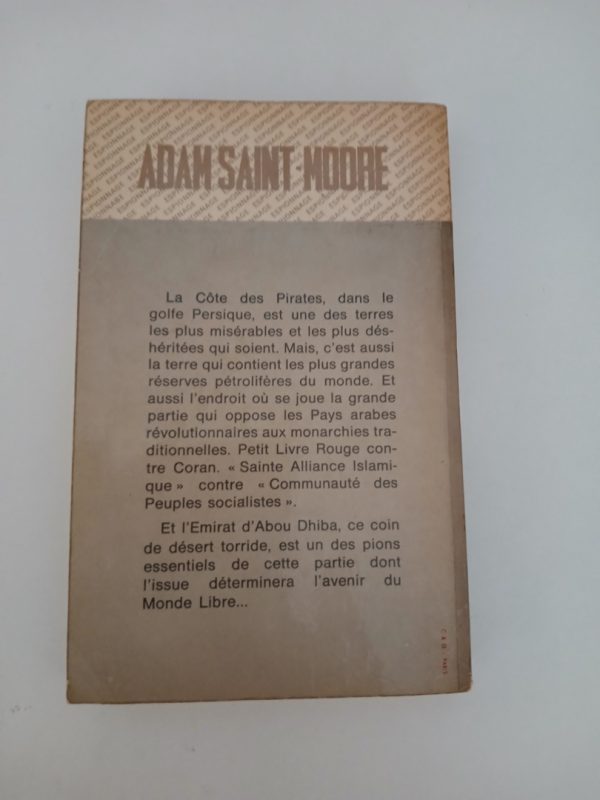 ADAM SAINT-MOORE
La Côte des Pirates, dans le
golfe Persique, est une des terres
les plus misérables et les plus dés-
héritées qui soient. Mais, c'est aussi
la terre qui contient les plus grandes
réserves pétrolifères du monde. Et
aussi l'endroit où se joue la grande
partie qui oppose les Pays arabes
révolutionnaires aux monarchies tra-
ditionnelles. Petit Livre Rouge con-
tre Coran. « Sainte Alliance Islami-
que » contre « Communauté des
Peuples socialistes ».
Et l'Emirat d'Abou Dhiba, ce coin
de désert torride, est un des pions
essentiels de cette partie dont
l'issue déterminera l'avenir du
Monde Libre...
ESPIONNAGE